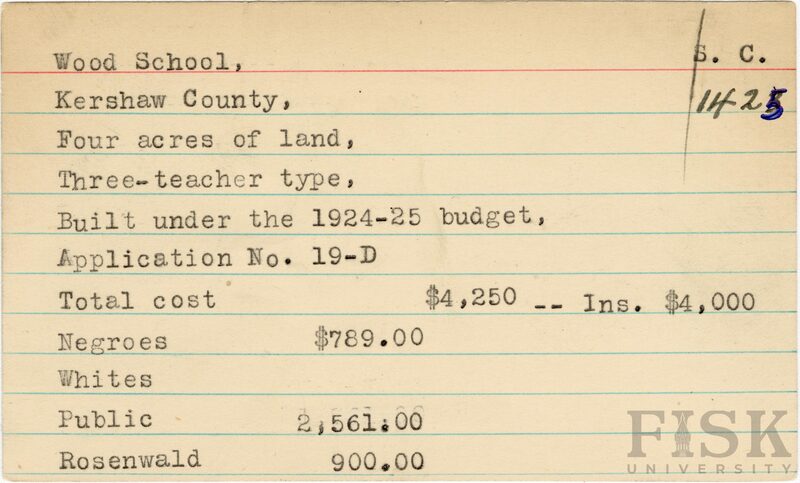 Wood School, S. C.
Kershaw County, 1425
Four acres of land,
Three-teacher type,
Built under the 1924-25 budget,
Application No. 19-D
Total cost $4,250 -- Ins. $4,000
Negroes $789.00
Whites
Public 2,561.00
Rosenwald 900.00
FISK
UNIVERSITY